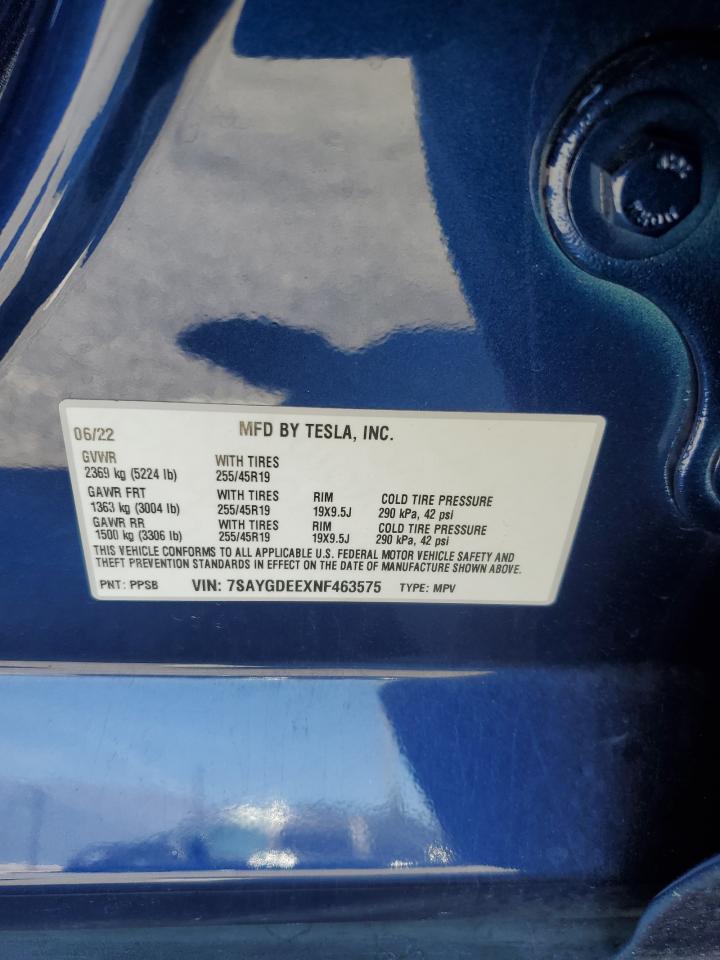 06/22 MFD BY TESLA, INC.
GVWR
2369 kg (5224 lb) WITH TIRES 255/45R19
GAWR FRT WITH TIRES RIM COLD TIRE PRESSURE
1363 kg (3004 lb) 255/45R19 19X9.5J 290 kPa, 42 psi
GAWR RR WITH TIRES RIM COLD TIRE PRESSURE
1500 kg (3306 lb) 255/45R19 19X9.5J 290 kPa, 42 psi
THIS VEHICLE CONFORMS TO ALL APPLICABLE U.S. FEDERAL MOTOR VEHICLE SAFETY AND
THEFT PREVENTION STANDARDS IN EFFECT ON THE DATE OF MANUFACTURE SHOWN ABOVE.
PNT: PPSB VIN: 7SAYGDEEXNF463575 TYPE: MPV